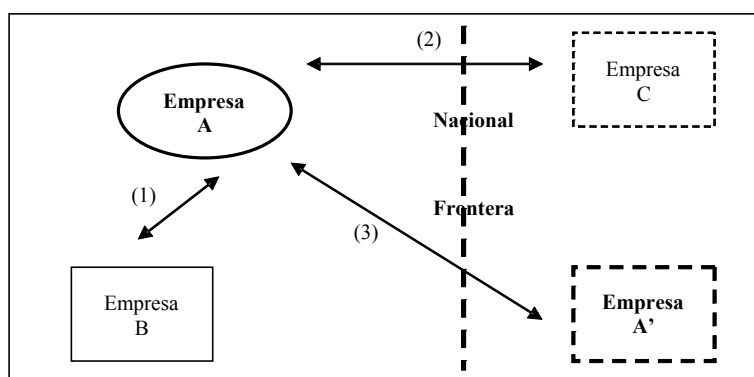 (2)
Empresa
C
Empresa
A
Nacional
(1)
Frontera
(3)
Empresa
B
Empresa
A’